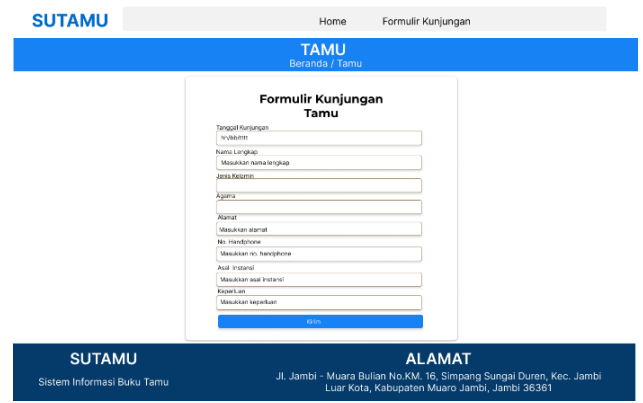 SUTAMU
Home Formulir Kunjungan
TAMU
Beranda / Tamu
Formulir Kunjungan
Tamu
Tanggal Kunjungan
hh/bb/tttt
Nama Lengkap
Masukkan nama lengkap
Jenis Kelamin
Agama
Alamat
Masukkan alamat
No. Handphone
Masukkan no. handphone
Asal Instansi
Masukkan asal instansi
Keperluan
Masukkan keperluan
Kirim
SUTAMU
Sistem Informasi Buku Tamu
ALAMAT
Jl. Jambi - Muara Bulian No.KM. 16, Simpang Sungai Duren, Kec. Jambi
Luar Kota, Kabupaten Muaro Jambi, Jambi 36361